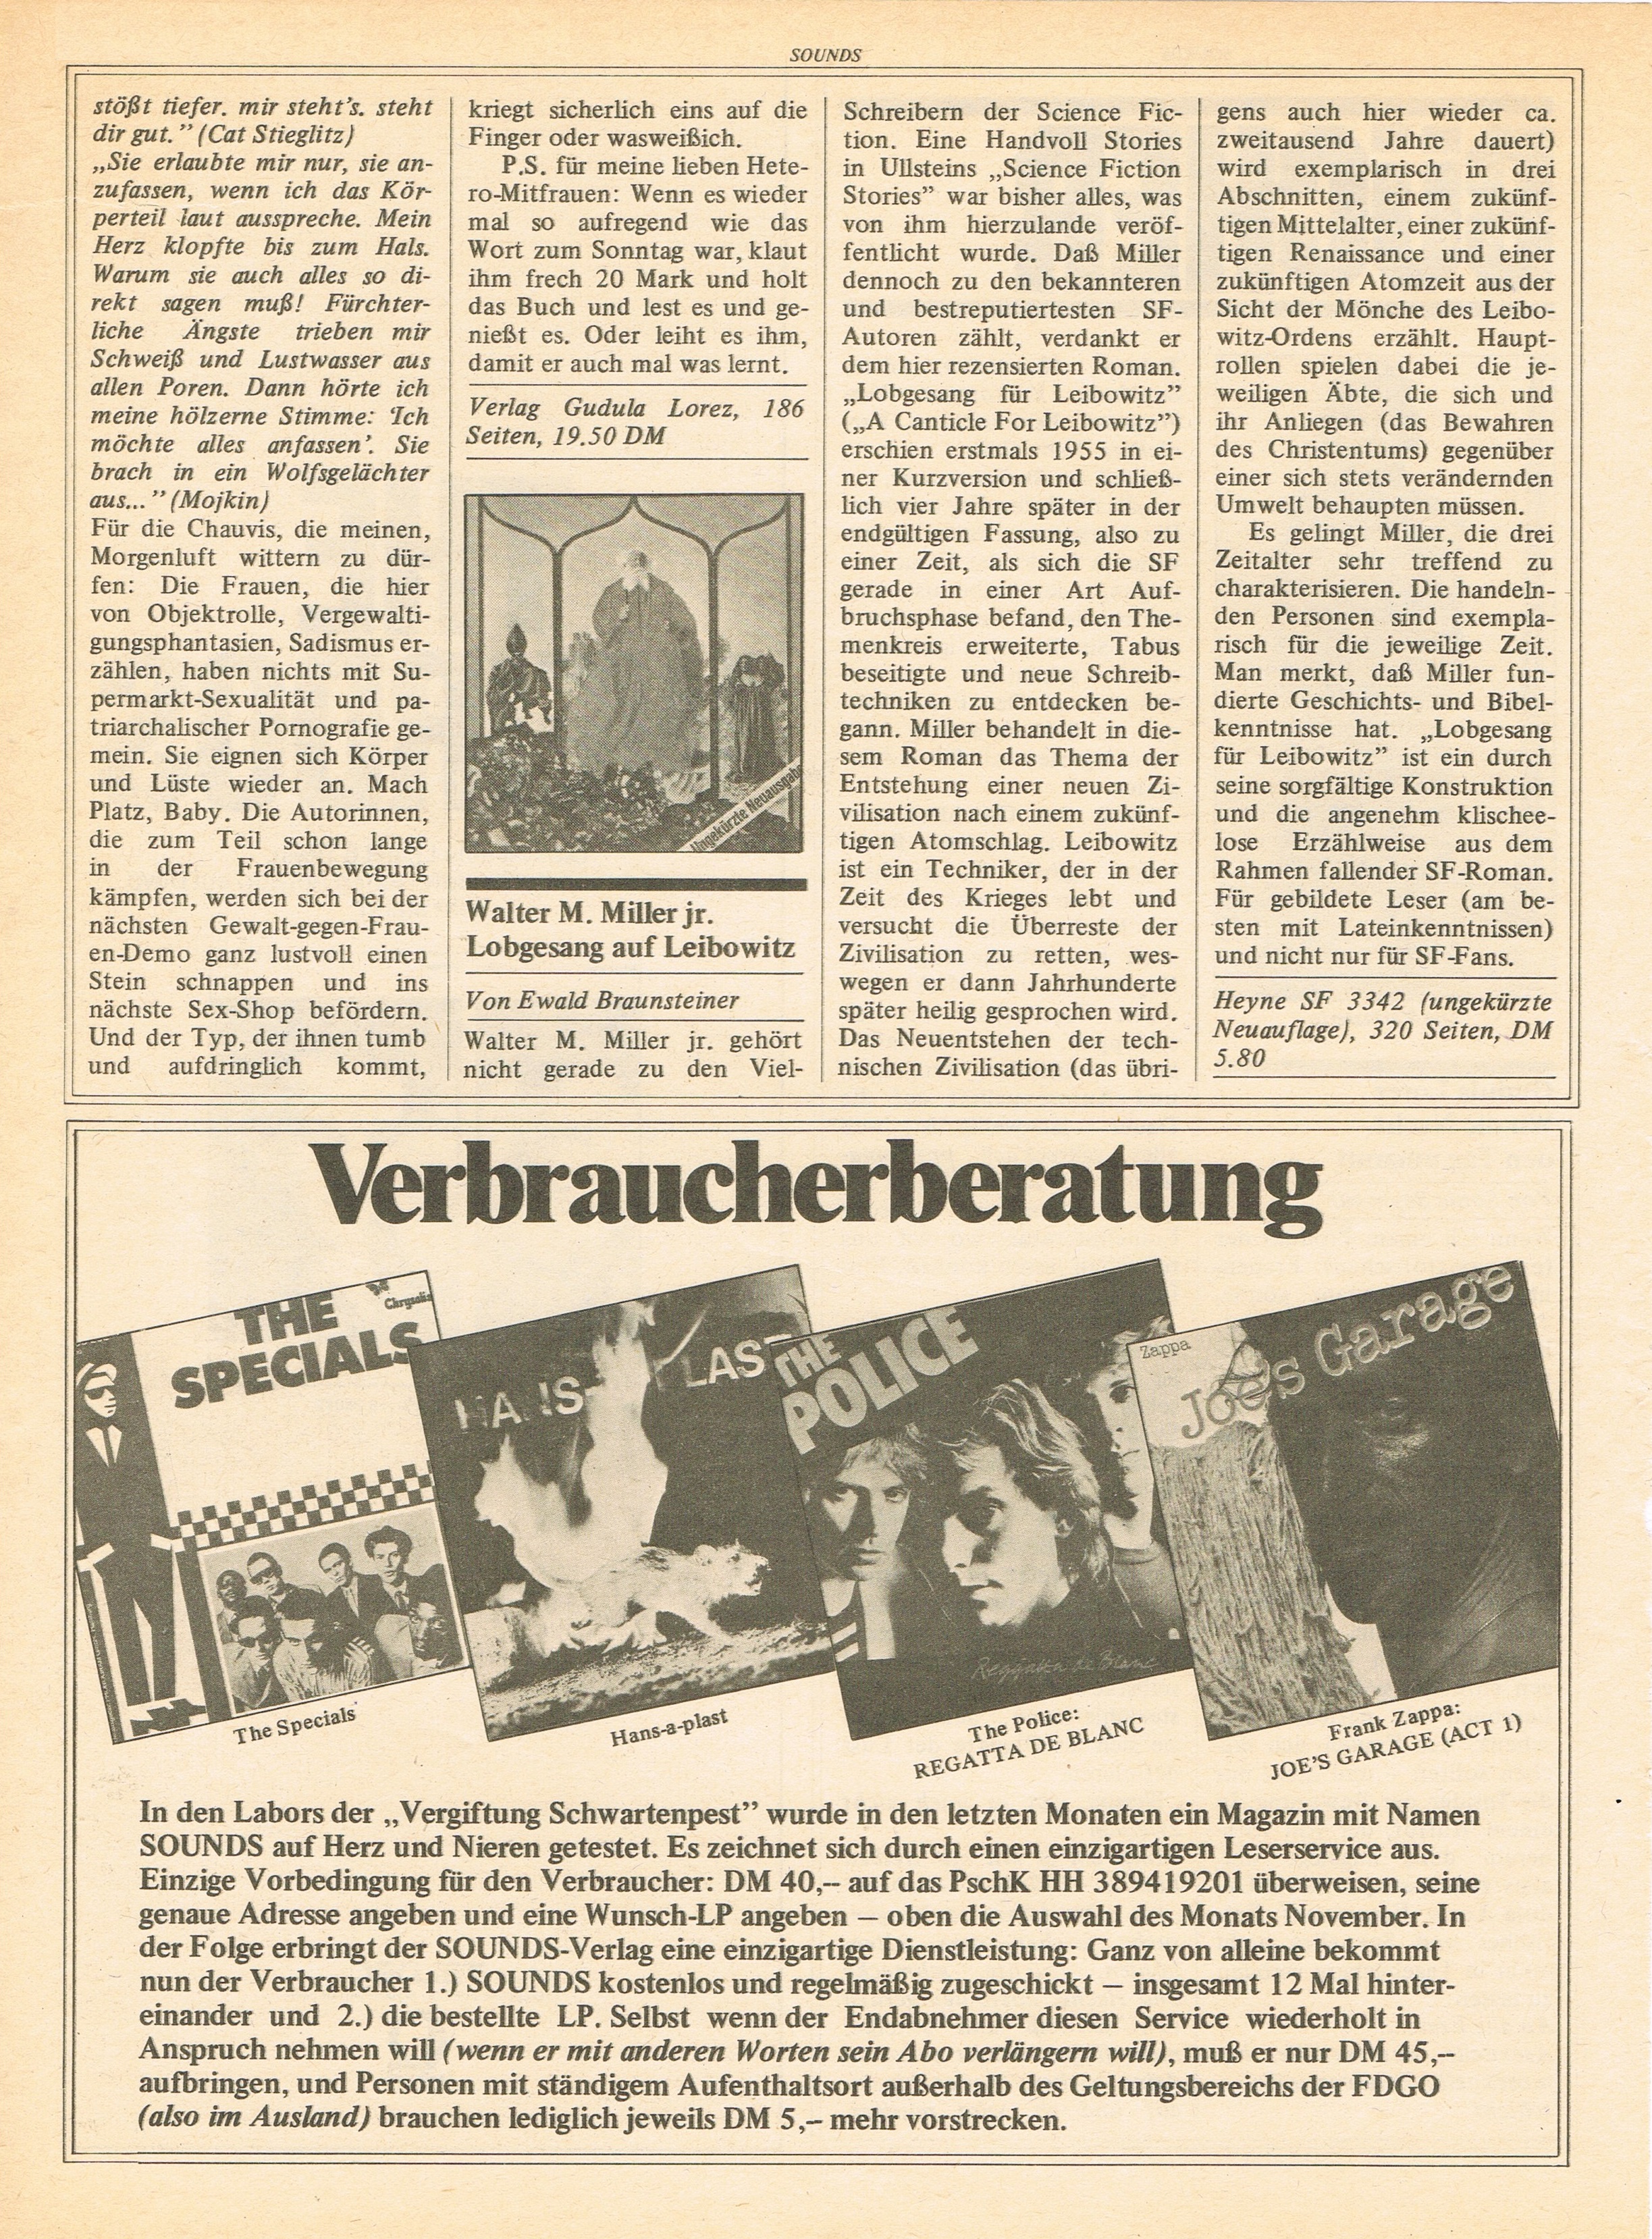 SOUNDS
stößt tiefer. mir steht's. steht
dir gut.” (Cat Stieglitz)
„Sie erlaubte mir nur, sie an-
zufassen, wenn ich das Kör-
perteil laut ausspreche. Mein
Herz klopfte bis zum Hals.
Warum sie auch alles so di-
rekt sagen muß! Fürchter-
liche Ängste trieben mir
Schweiß und Lustwasser aus
allen Poren. Dann hörte ich
meine hölzerne Stimme: 'Ich
möchte alles anfassen'. Sie
brach in ein Wolfsgelächter
aus...” (Mojkin)
Für die Chauvis, die meinen,
Morgenluft wittern zu dür-
fen: Die Frauen, die hier
von Objektrolle, Vergewalti-
gungsphantasien, Sadismus er-
zählen, haben nichts mit Su-
permarkt-Sexualität und pa-
triarchalischer Pornografie ge-
mein. Sie eignen sich Körper
und Lüste wieder an. Mach
Platz, Baby. Die Autorinnen,
die zum Teil schon lange
in der Frauenbewegung
kämpfen, werden sich bei der
nächsten Gewalt-gegen-Frau-
en-Demo ganz lustvoll einen
Stein schnappen und ins
nächste Sex-Shop befördern.
Und der Typ, der ihnen tumb
und aufdringlich kommt,
kriegt sicherlich eins auf die
Finger oder wasweißich.
P.S. für meine lieben Hete-
ro-Mitfrauen: Wenn es wieder
mal so aufregend wie das
Wort zum Sonntag war, klaut
ihm frech 20 Mark und holt
das Buch und lest es und ge-
nießt es. Oder leiht es ihm,
damit er auch mal was lernt.
Verlag Gudula Lorez, 186
Seiten, 19.50 DM
Ungekürzte Neuausgabe
Walter M. Miller jr.
Lobgesang auf Leibowitz
Von Ewald Braunsteiner
Walter M. Miller jr. gehört
nicht gerade zu den Viel-
Schreibern der Science Fic-
tion. Eine Handvoll Stories
in Ullsteins „Science Fiction
Stories” war bisher alles, was
von ihm hierzulande veröf-
fentlicht wurde. Daß Miller
dennoch zu den bekannteren
und bestreputiertesten SF-
Autoren zählt, verdankt er
dem hier rezensierten Roman.
„Lobgesang für Leibowitz”
(„A Canticle For Leibowitz”)
erschien erstmals 1955 in ei-
ner Kurzversion und schließ-
lich vier Jahre später in der
endgültigen Fassung, also zu
einer Zeit, als sich die SF
gerade in einer Art Auf-
bruchsphase befand, den The-
menkreis erweiterte, Tabus
beseitigte und neue Schreib-
techniken zu entdecken be-
gann. Miller behandelt in die-
sem Roman das Thema der
Entstehung einer neuen Zi-
vilisation nach einem zukünf-
tigen Atomschlag. Leibowitz
ist ein Techniker, der in der
Zeit des Krieges lebt und
versucht die Überreste der
Zivilisation zu retten, wes-
wegen er dann Jahrhunderte
später heilig gesprochen wird.
Das Neuentstehen der tech-
nischen Zivilisation (das übri-
gens auch hier wieder ca.
zweitausend Jahre dauert)
wird exemplarisch in drei
Abschnitten, einem zukünf-
tigen Mittelalter, einer zukünf-
tigen Renaissance und einer
zukünftigen Atomzeit aus der
Sicht der Mönche des Leibo-
witz-Ordens erzählt. Haupt-
rollen spielen dabei die je-
weiligen Äbte, die sich und
ihr Anliegen (das Bewahren
des Christentums) gegenüber
einer sich stets verändernden
Umwelt behaupten müssen.
Es gelingt Miller, die drei
Zeitalter sehr treffend zu
charakterisieren. Die handeln-
den Personen sind exempla-
risch für die jeweilige Zeit.
Man merkt, daß Miller fun-
dierte Geschichts- und Bibel-
kenntnisse hat. „Lobgesang
für Leibowitz” ist ein durch
seine sorgfältige Konstruktion
und die angenehm klischee-
lose Erzählweise aus dem
Rahmen fallender SF-Roman.
Für gebildete Leser (am be-
sten mit Lateinkenntnissen)
und nicht nur für SF-Fans.
Heyne SF 3342 (ungekürzte
Neuauflage), 320 Seiten, DM
5.80
Verbraucherberatung
THE
SPECIALS
Chrysalis
HANS
LAST
THE
POLICE
Reggatta de Blanc
Zappa
Joe's Garage
The Specials
Hans-a-plast
The Police:
REGATTA DE BLANC
Frank Zappa:
JOE'S GARAGE (ACT 1)
In den Labors der „Vergiftung Schwartenpest” wurde in den letzten Monaten ein Magazin mit Namen
SOUNDS auf Herz und Nieren getestet. Es zeichnet sich durch einen einzigartigen Leserservice aus.
Einzige Vorbedingung für den Verbraucher: DM 40,-- auf das PschK HH 389419201 überweisen, seine
genaue Adresse angeben und eine Wunsch-LP angeben — oben die Auswahl des Monats November. In
der Folge erbringt der SOUNDS-Verlag eine einzigartige Dienstleistung: Ganz von alleine bekommt
nun der Verbraucher 1.) SOUNDS kostenlos und regelmäßig zugeschickt — insgesamt 12 Mal hinter-
einander und 2.) die bestellte LP. Selbst wenn der Endabnehmer diesen Service wiederholt in
Anspruch nehmen will (wenn er mit anderen Worten sein Abo verlängern will), muß er nur DM 45,--
aufbringen, und Personen mit ständigem Aufenthaltsort außerhalb des Geltungsbereichs der FDGO
(also im Ausland) brauchen lediglich jeweils DM 5,-- mehr vorstrecken.